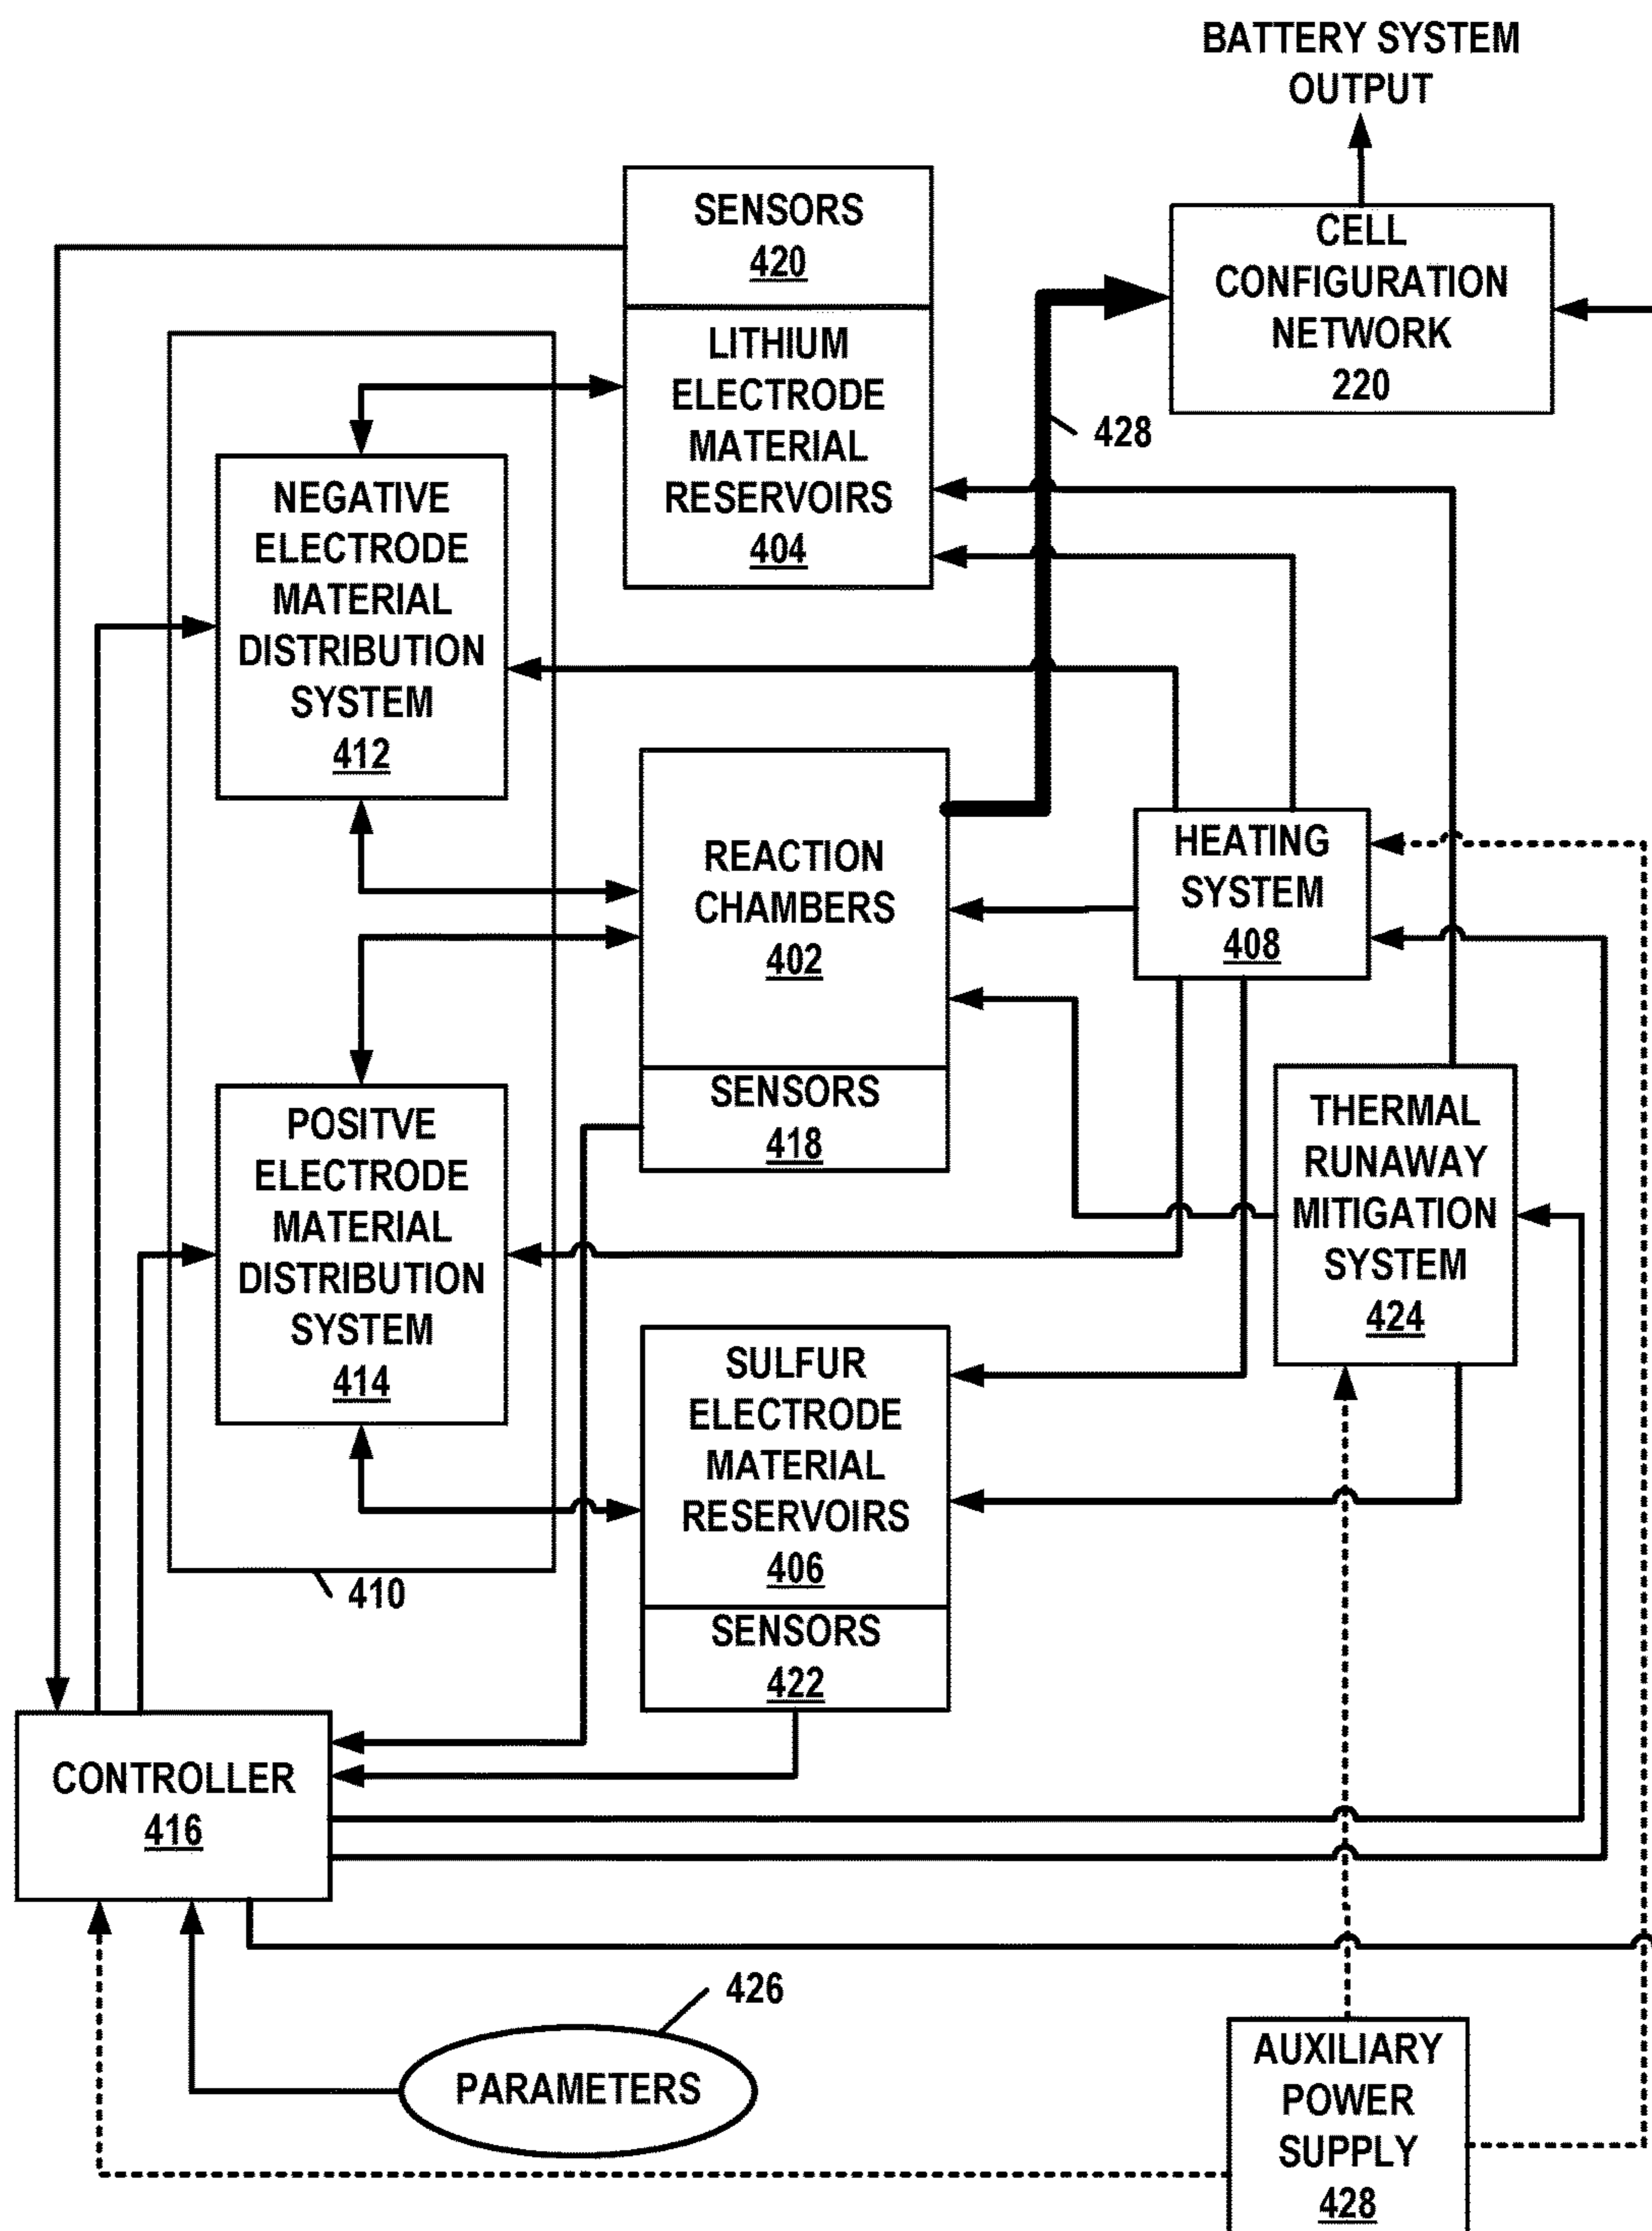 BATTERY SYSTEM
OUTPUT
SENSORS
420
CELL
CONFIGURATION
NETWORK
220
LITHIUM
ELECTRODE
MATERIAL
RESERVOIRS
404
428
NEGATIVE
ELECTRODE
MATERIAL
DISTRIBUTION
SYSTEM
412
REACTION
CHAMBERS
402
HEATING
SYSTEM
408
SENSORS
418
POSITVE
ELECTRODE
MATERIAL
DISTRIBUTION
SYSTEM
414
THERMAL
RUNAWAY
MITIGATION
SYSTEM
424
SULFUR
ELECTRODE
MATERIAL
RESERVOIRS
406
410
SENSORS
422
CONTROLLER
416
426
PARAMETERS
AUXILIARY
POWER
SUPPLY
428